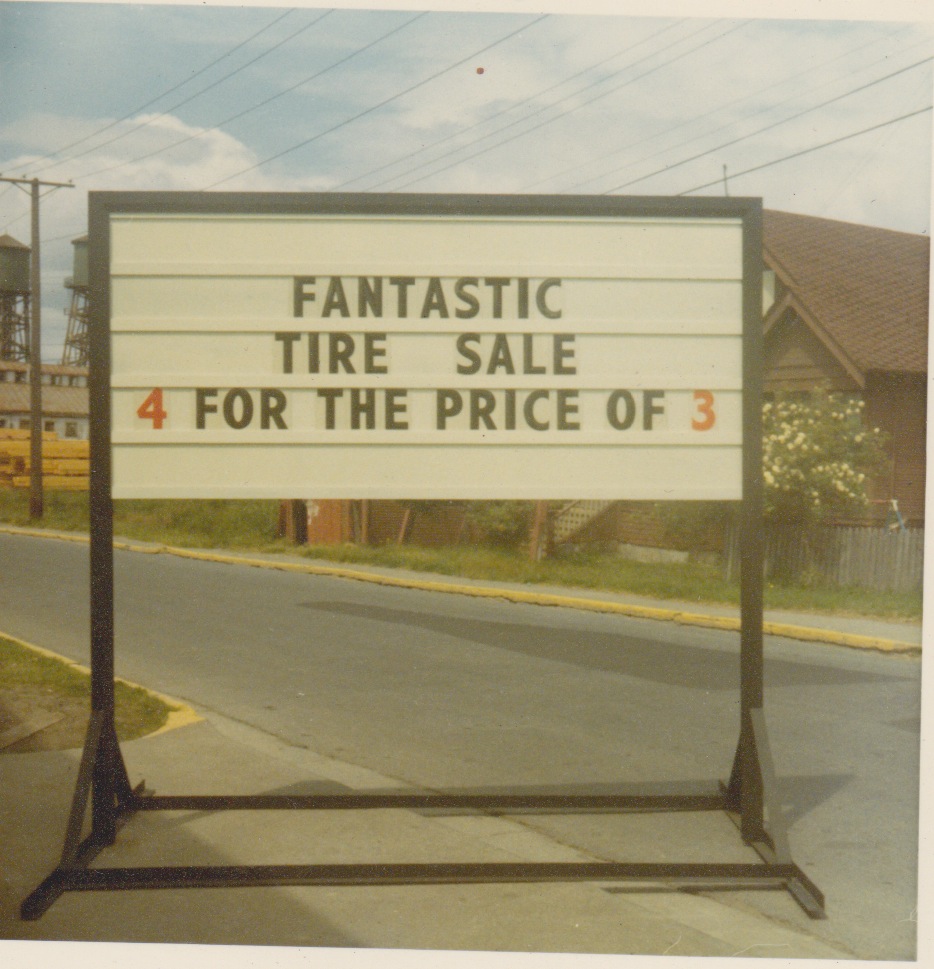 FANTASTIC
TIRE SALE
4 FOR THE PRICE OF 3